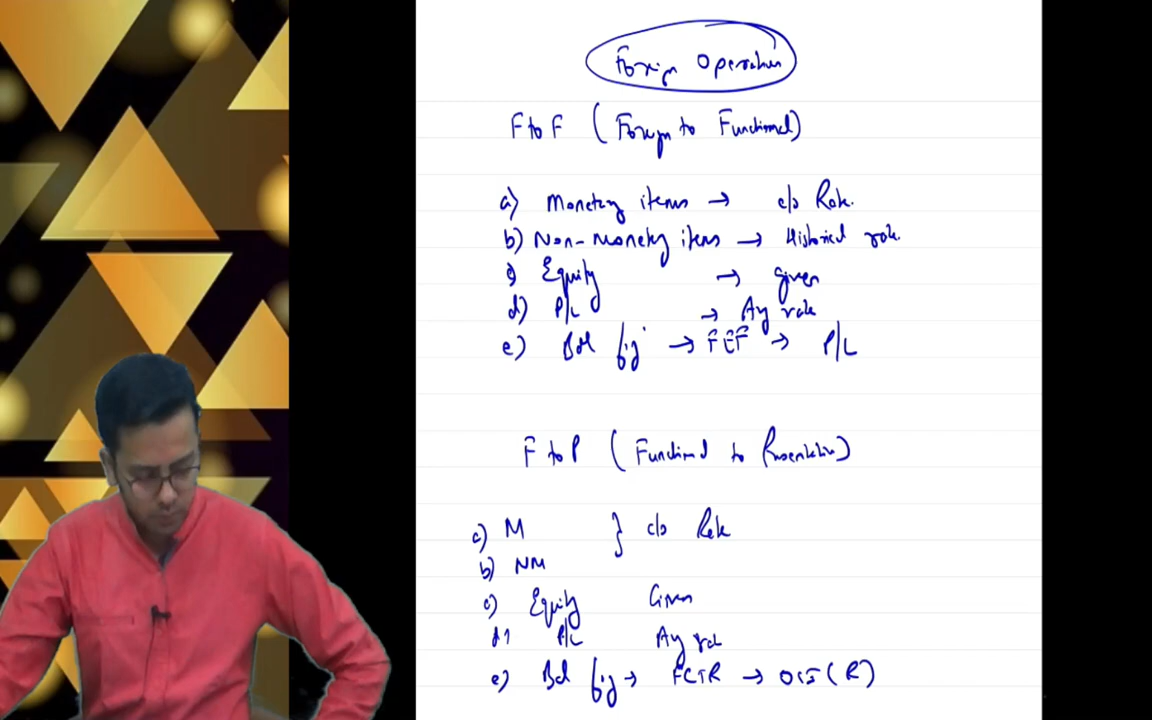 Foreign Operation
F to F (Foreign to Functional)
a) Monetary items → c/o Rate.
b) Non-monetary items → Historical rate
c) Equity → given
d) P/L → Avg rate
e) Bal fig → FEF → P/L
F to P (Functional to Presentation)
a) M } c/o Rate
b) NM
c) Equity Given
d) P/L Avg rate
e) Bal fig → FCTR → OCI (R)